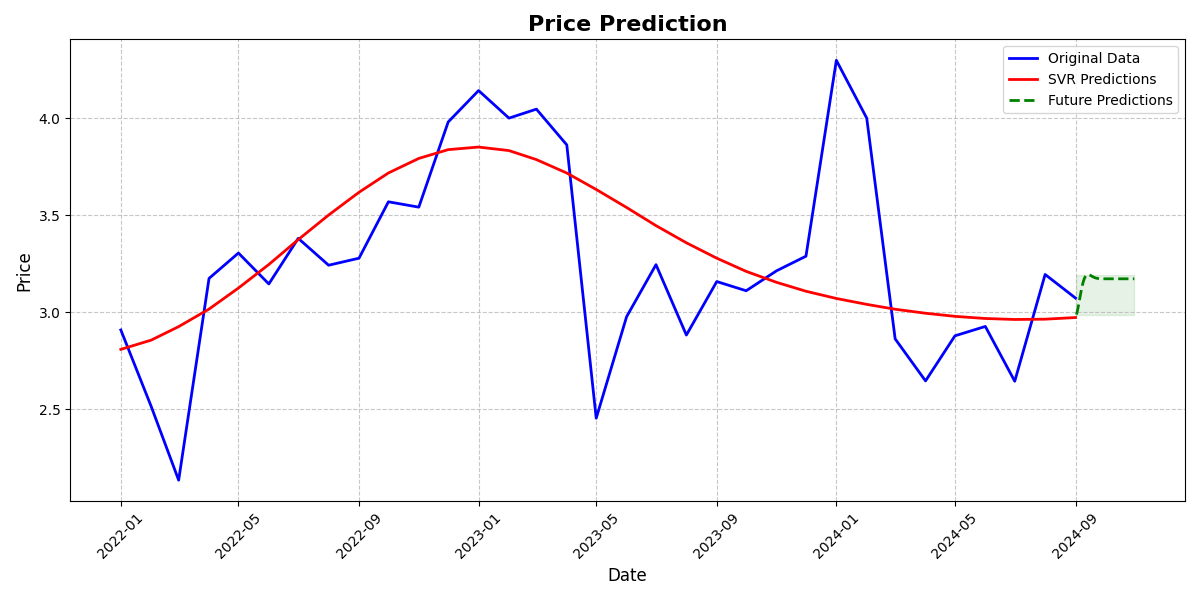 Price Prediction
Original Data
SVR Predictions
Future Predictions
Price
4.0
3.5
3.0
2.5
2022-01
2022-05
2022-09
2023-01
2023-05
2023-09
2024-01
2024-05
2024-09
Date